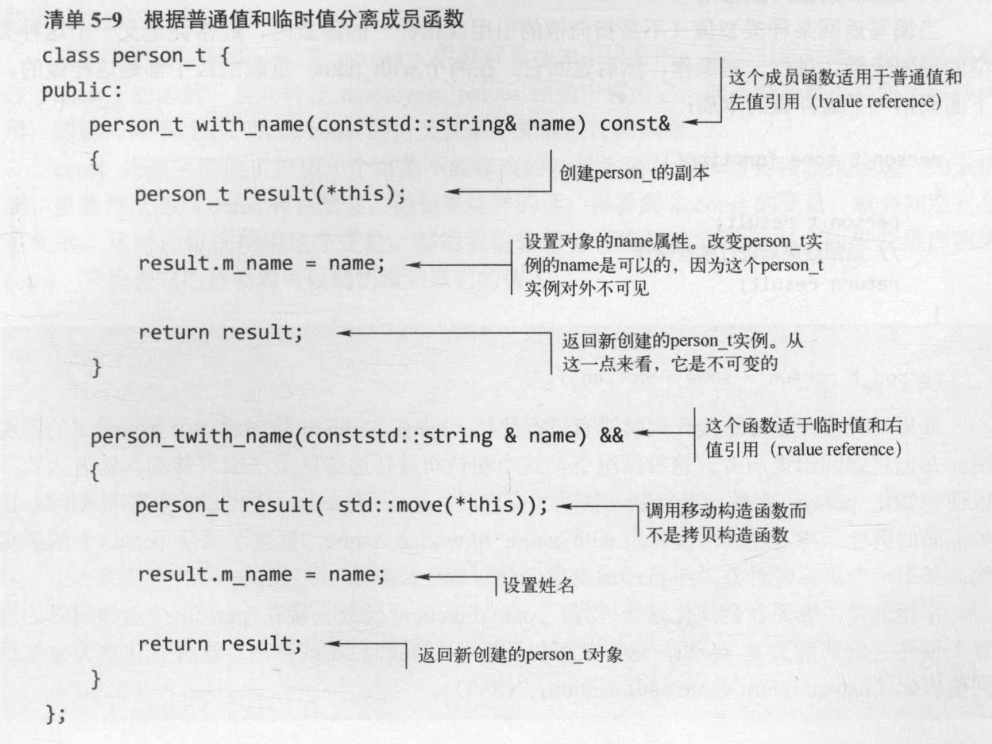 清单 5-9 根据普通值和临时值分离成员函数
class person_t {
public:
person_t with_name(conststd::string& name) const&
这个成员函数适用于普通值和
左值引用（lvalue reference）
{
person_t result(*this);
创建person_t的副本
result.m_name = name;
设置对象的name属性。改变person_t实
例的name是可以的，因为这个person_t
实例对外不可见
return result;
返回新创建的person_t实例。从
这一点来看，它是不可变的
}
person_twith_name(conststd::string & name) &&
这个函数适于临时值和右
值引用（rvalue reference）
{
person_t result( std::move(*this));
调用移动构造函数而
不是拷贝构造函数
result.m_name = name;
设置姓名
return result;
返回新创建的person_t对象
}
};